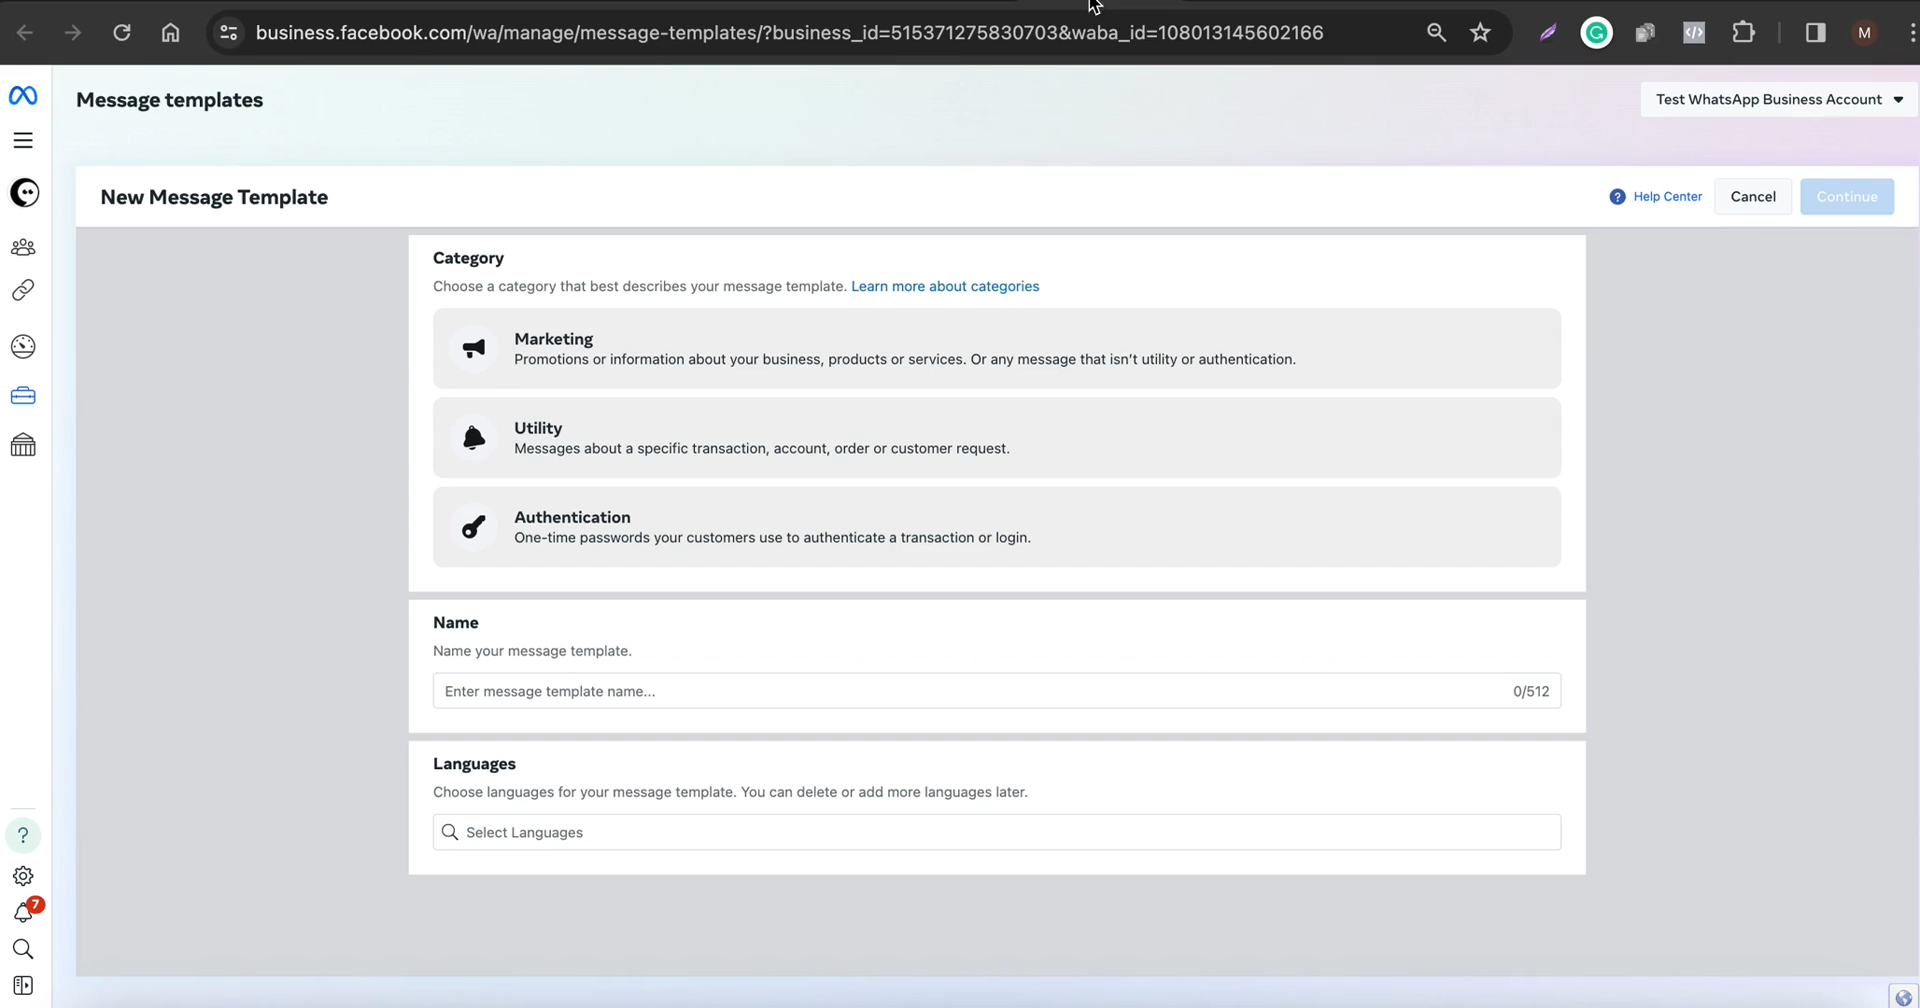 business.facebook.com/wa/manage/message-templates/?business_id=515371275830703&waba_id=108013145602166
M
Message templates
Test WhatsApp Business Account
New Message Template
Help Center
Cancel
Continue
Category
Choose a category that best describes your message template. Learn more about categories
Marketing
Promotions or information about your business, products or services. Or any message that isn't utility or authentication.
Utility
Messages about a specific transaction, account, order or customer request.
Authentication
One-time passwords your customers use to authenticate a transaction or login.
Name
Name your message template.
Enter message template name...
0/512
Languages
Choose languages for your message template. You can delete or add more languages later.
Select Languages
7